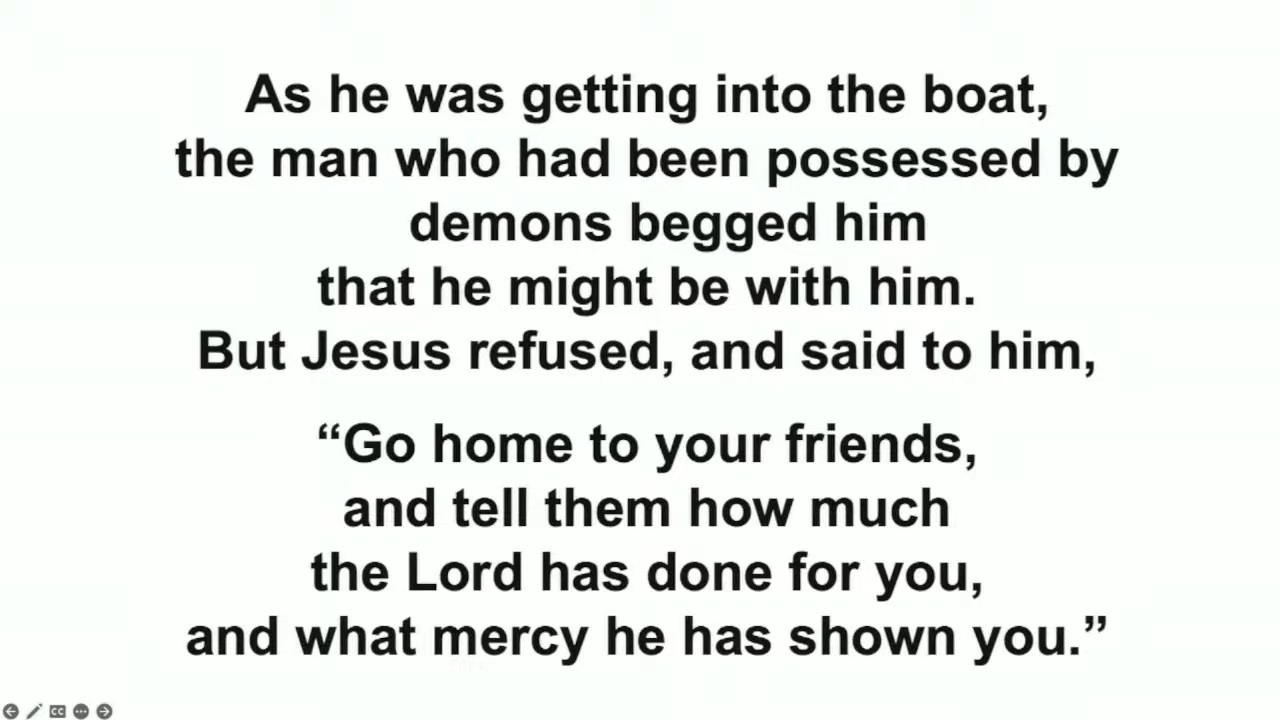 As he was getting into the boat,
the man who had been possessed by
demons begged him
that he might be with him.
But Jesus refused, and said to him,
“Go home to your friends,
and tell them how much
the Lord has done for you,
and what mercy he has shown you.”
CC